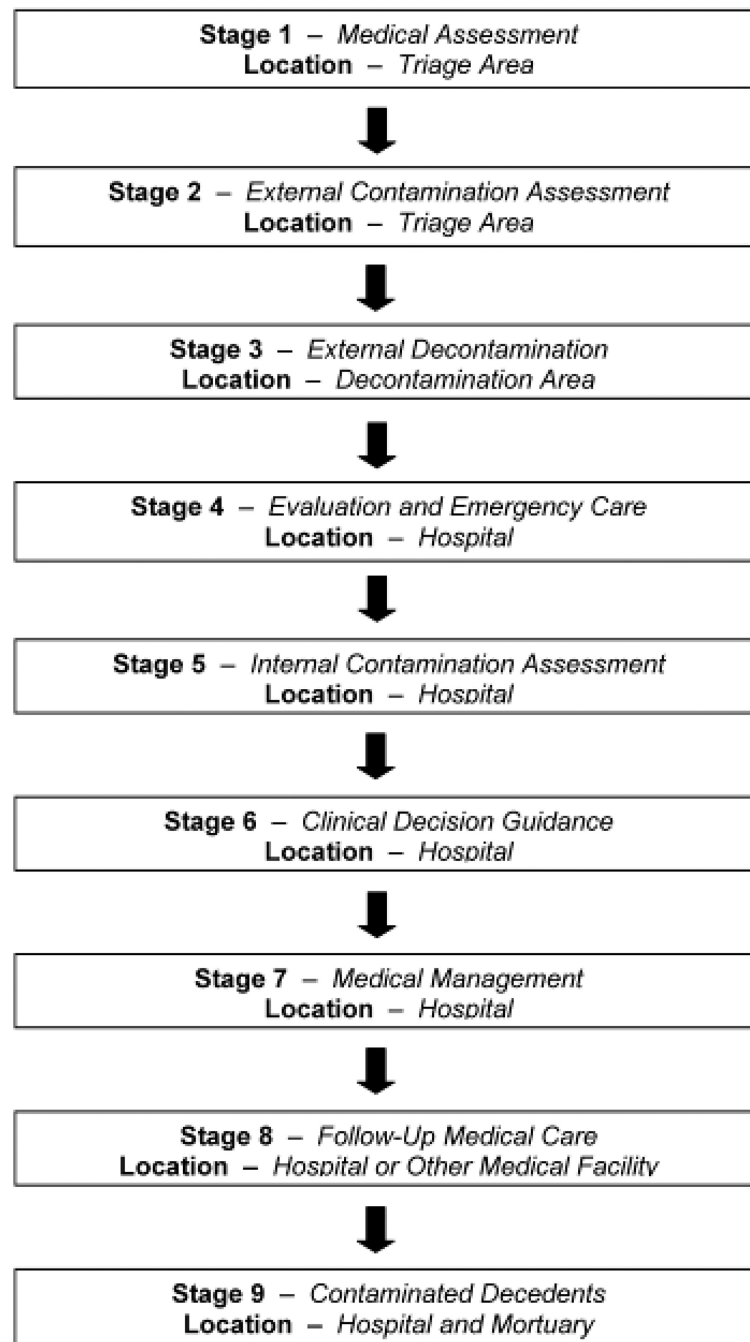 Stage 1 – Medical Assessment
Location – Triage Area
Stage 2 – External Contamination Assessment
Location – Triage Area
Stage 3 – External Decontamination
Location – Decontamination Area
Stage 4 – Evaluation and Emergency Care
Location – Hospital
Stage 5 – Internal Contamination Assessment
Location – Hospital
Stage 6 – Clinical Decision Guidance
Location – Hospital
Stage 7 – Medical Management
Location – Hospital
Stage 8 – Follow-Up Medical Care
Location – Hospital or Other Medical Facility
Stage 9 – Contaminated Decedents
Location – Hospital and Mortuary